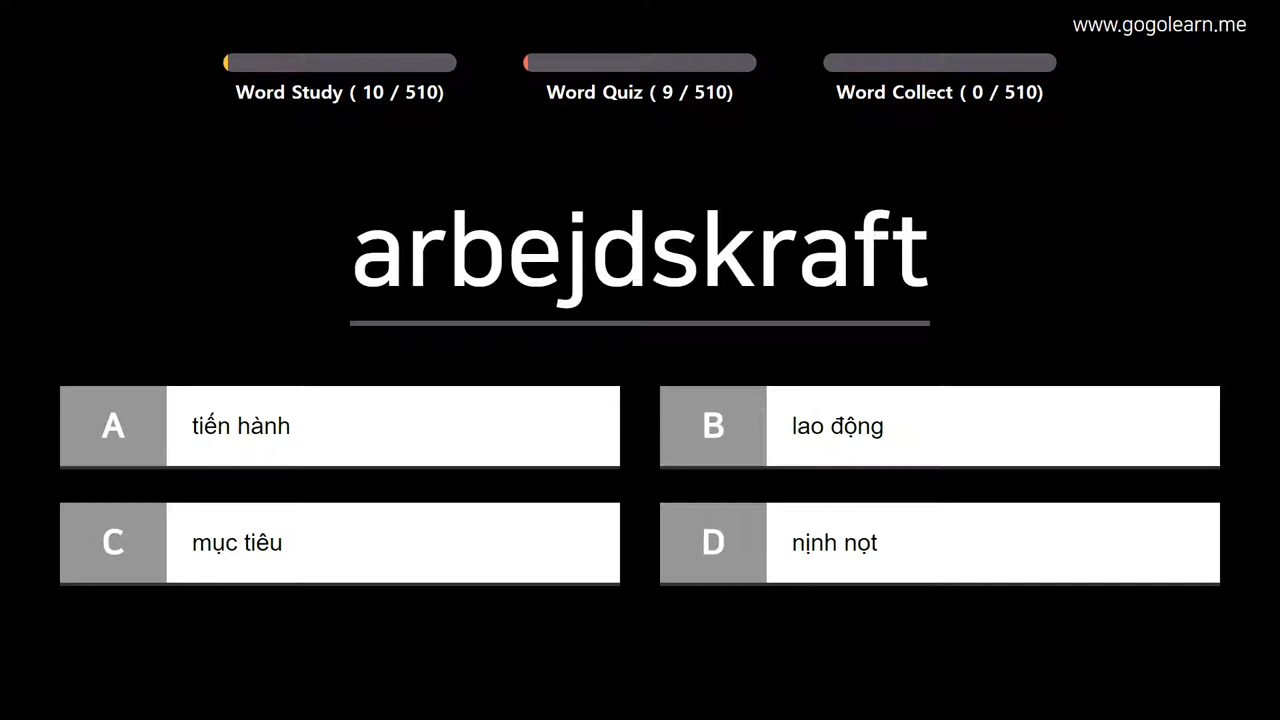 www.gogolearn.me
Word Study ( 10 / 510)
Word Quiz ( 9 / 510)
Word Collect ( 0 / 510)
arbejdskraft
A tiến hành
B lao động
C mục tiêu
D nịnh nọt